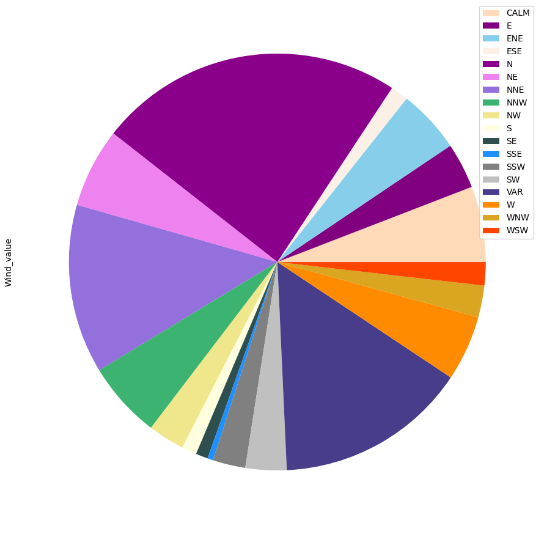 CALM
E
ENE
ESE
N
NE
NNE
NNW
NW
S
SE
SSE
SSW
SW
VAR
W
WNW
WSW
Wind_value